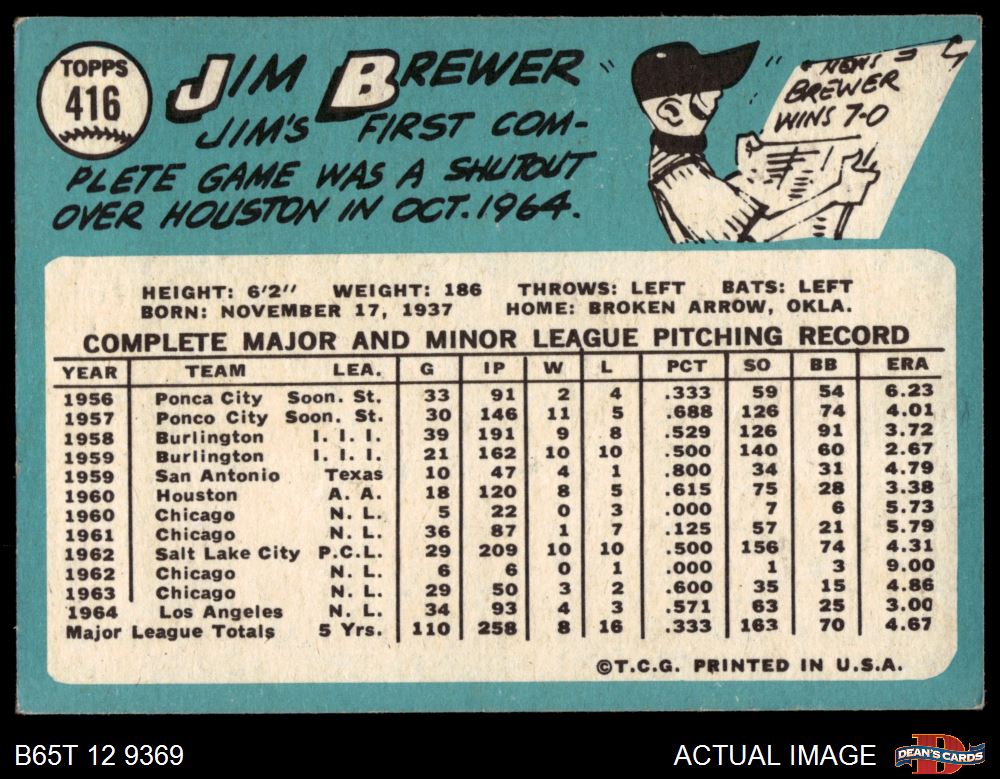 TOPPS
416
JIM BREWER
JIM'S FIRST COM-
PLETE GAME WAS A SHUTOUT
OVER HOUSTON IN OCT. 1964.
NEWS
BREWER
WINS 7-0
HEIGHT: 6'2" WEIGHT: 186 THROWS: LEFT BATS: LEFT
BORN: NOVEMBER 17, 1937 HOME: BROKEN ARROW, OKLA.
COMPLETE MAJOR AND MINOR LEAGUE PITCHING RECORD
YEAR TEAM LEA. G IP W L PCT SO BB ERA
1956 Ponca City Soon. St. 33 91 2 4 .333 59 54 6.23
1957 Ponco City Soon. St. 30 146 11 5 .688 126 74 4.01
1958 Burlington I. I. I. 39 191 9 8 .529 126 91 3.72
1959 Burlington I. I. I. 21 162 10 10 .500 140 60 2.67
1959 San Antonio Texas 10 47 4 1 .800 34 31 4.79
1960 Houston A. A. 18 120 8 5 .615 75 28 3.38
1960 Chicago N. L. 5 22 0 3 .000 7 6 5.73
1961 Chicago N. L. 36 87 1 7 .125 57 21 5.79
1962 Salt Lake City P.C.L. 29 209 10 10 .500 156 74 4.31
1962 Chicago N. L. 6 6 0 1 .000 1 3 9.00
1963 Chicago N. L. 29 50 3 2 .600 35 15 4.86
1964 Los Angeles N. L. 34 93 4 3 .571 63 25 3.00
Major League Totals 5 Yrs. 110 258 8 16 .333 163 70 4.67
©T.C.G. PRINTED IN U.S.A.
B65T 12 9369
ACTUAL IMAGE
DEAN'S CARDS